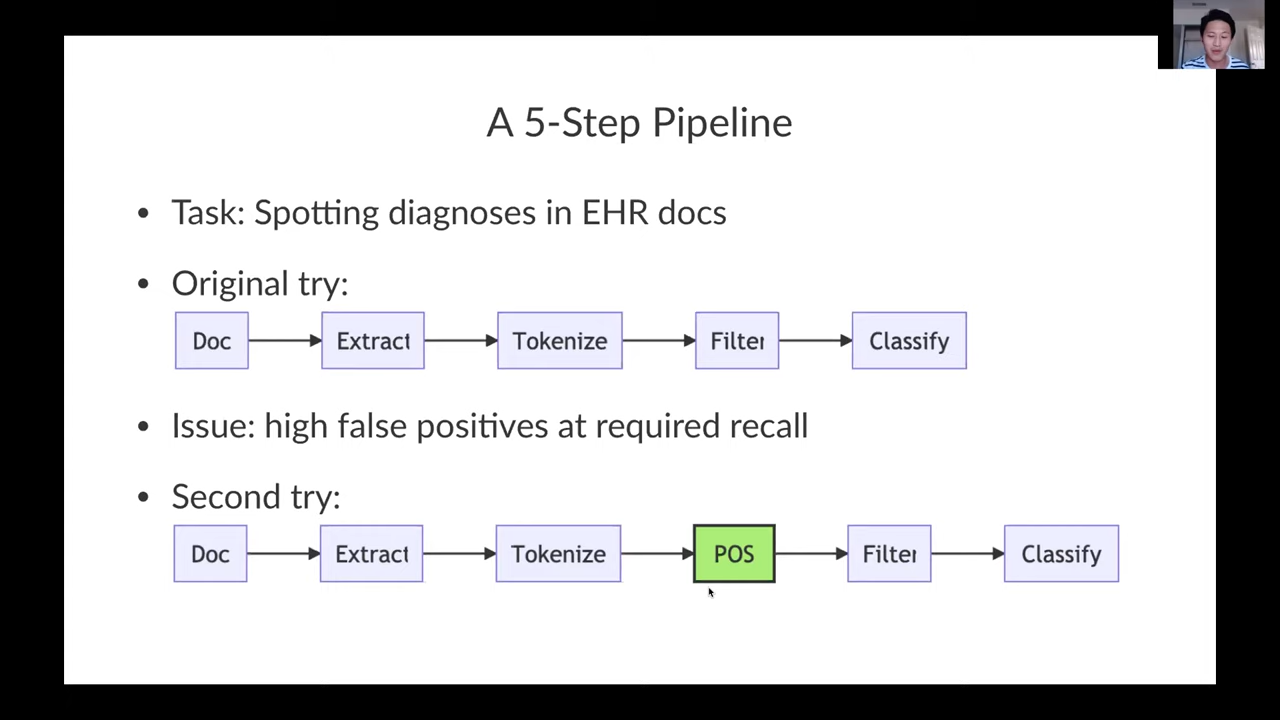 A 5-Step Pipeline
• Task: Spotting diagnoses in EHR docs
• Original try:
Doc Extract Tokenize Filter Classify
• Issue: high false positives at required recall
• Second try:
Doc Extract Tokenize POS Filter Classify